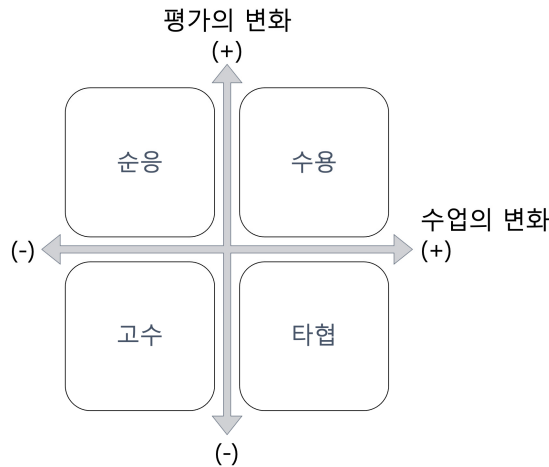 평가의 변화
(+)
순응
수용
수업의 변화
(-)
(+)
고수
타협
(-)